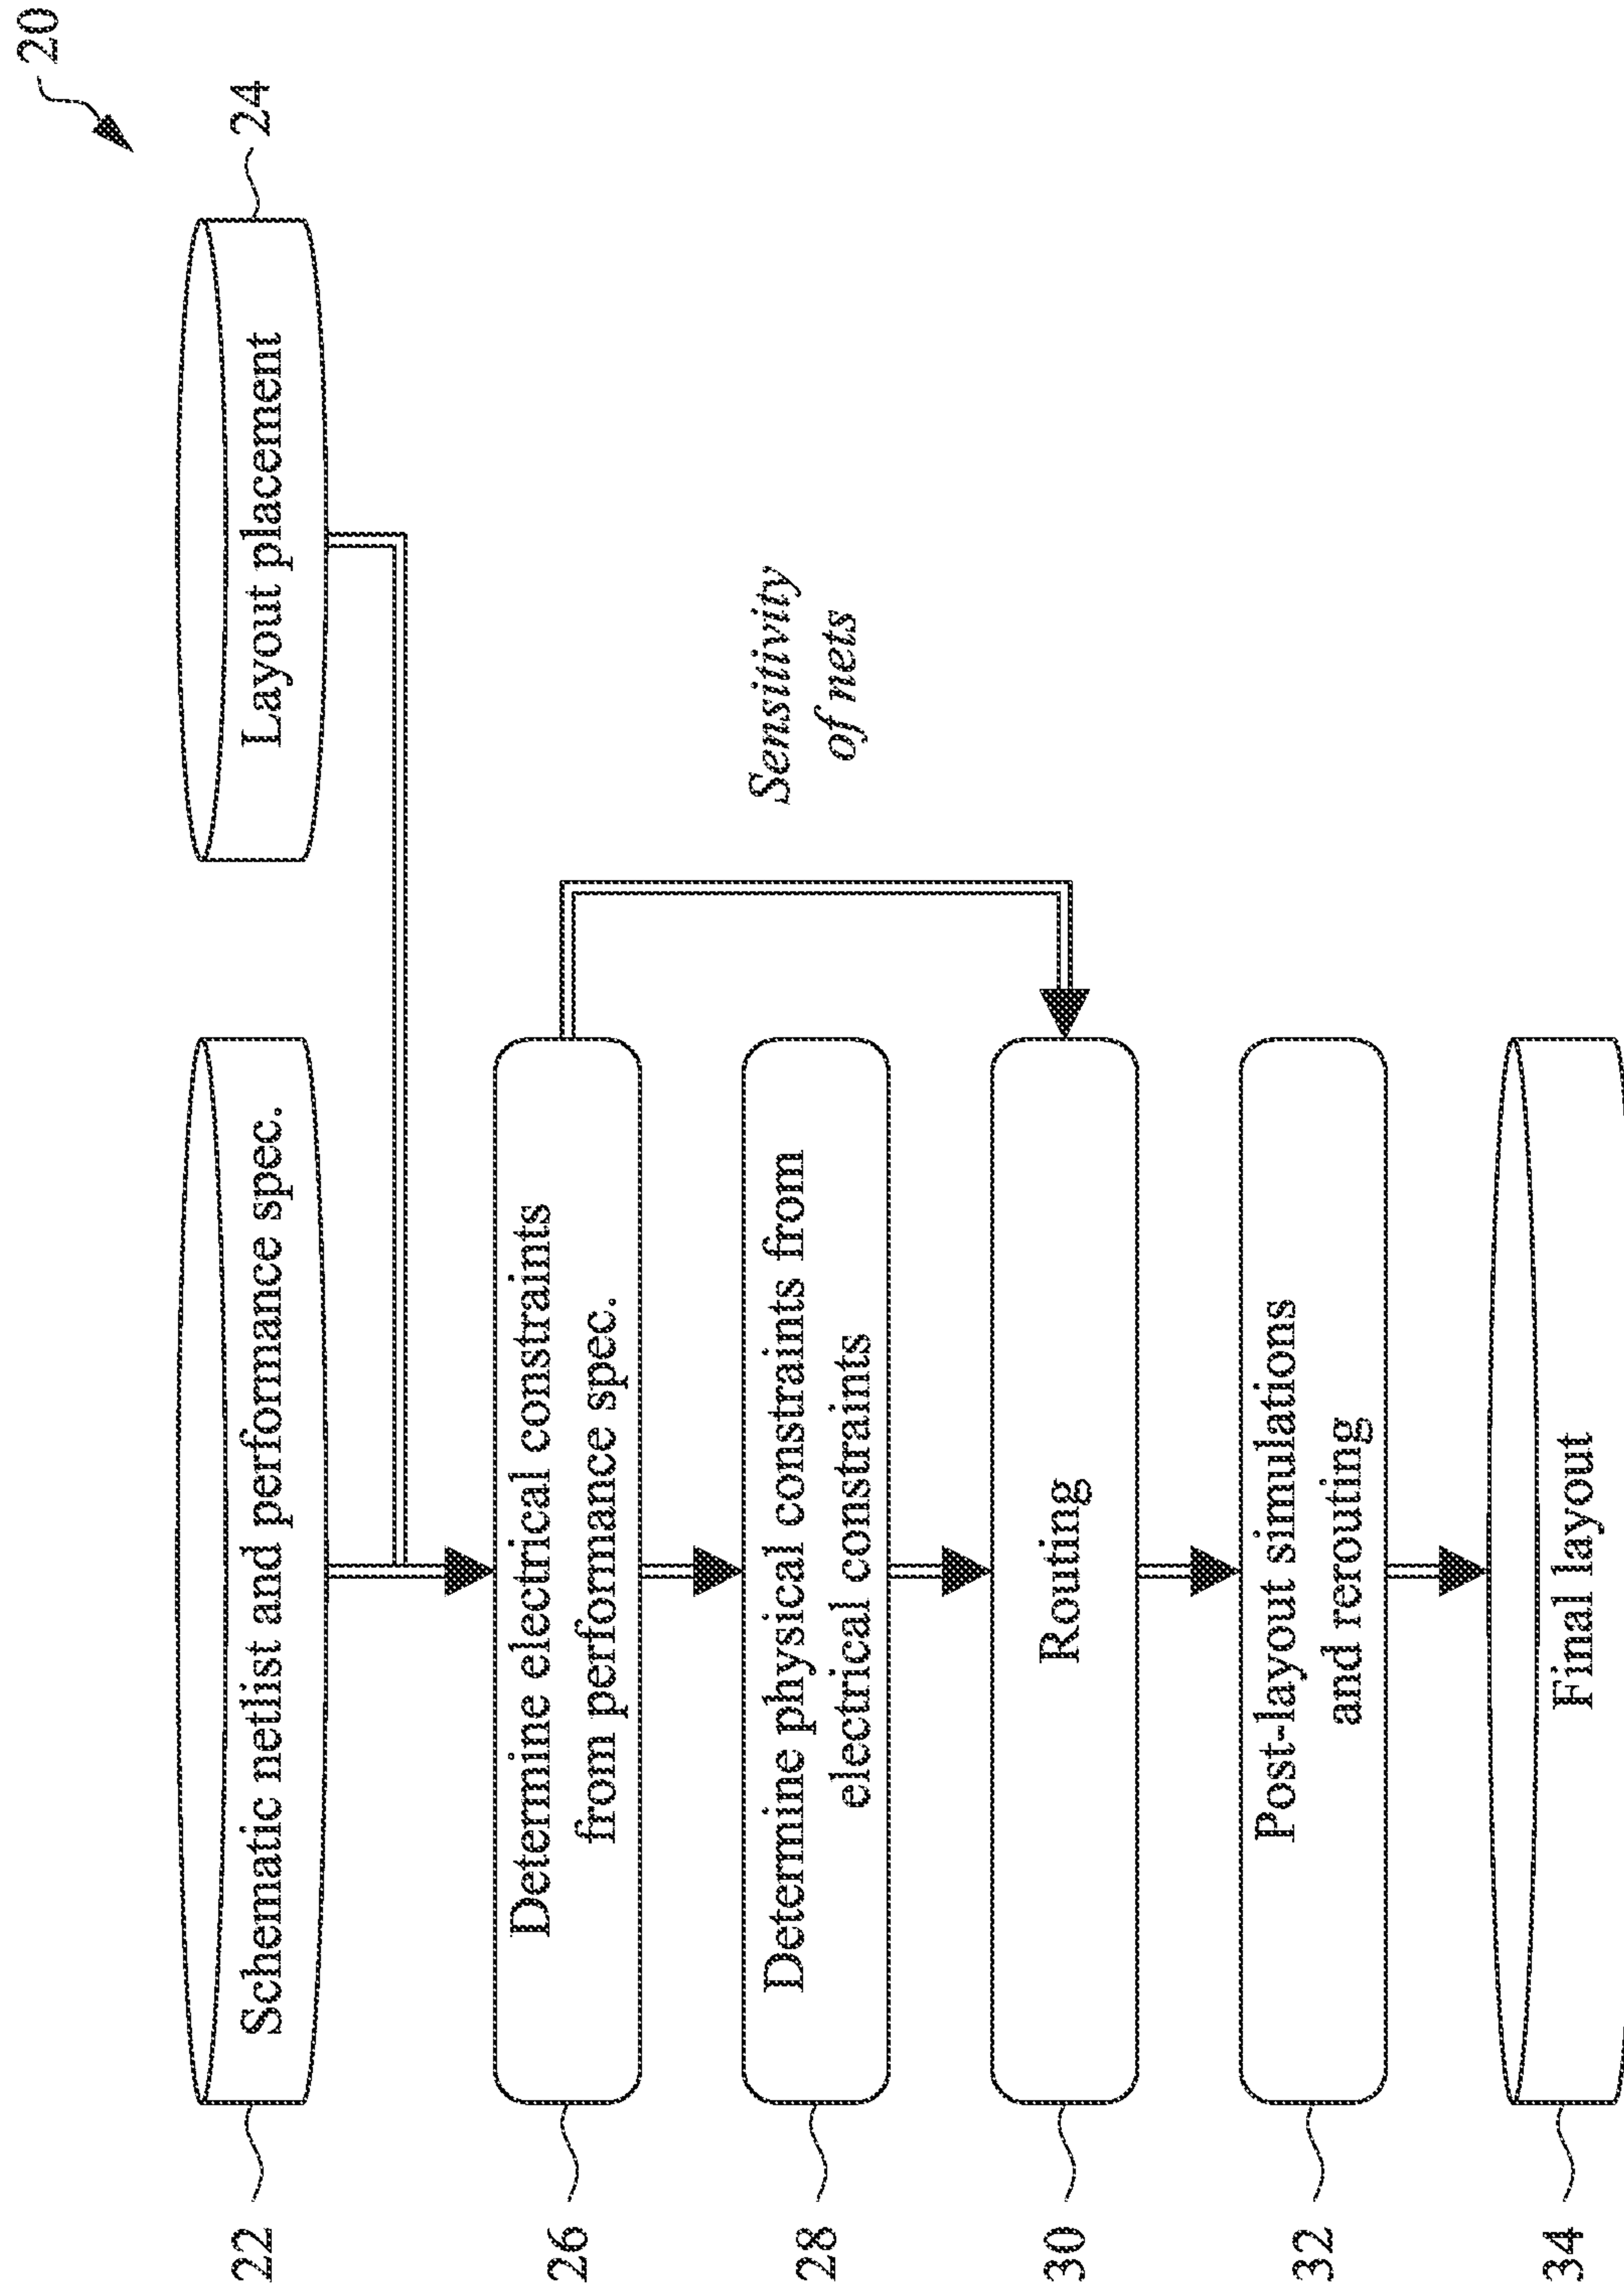 20
22
Schematic netlist and performance spec.
Layout placement
24
26
Determine electrical constraints
from performance spec.
28
Determine physical constraints from
electrical constraints
Sensitivity
of nets
30
Routing
32
Post-layout simulations
and rerouting
34
Final layout